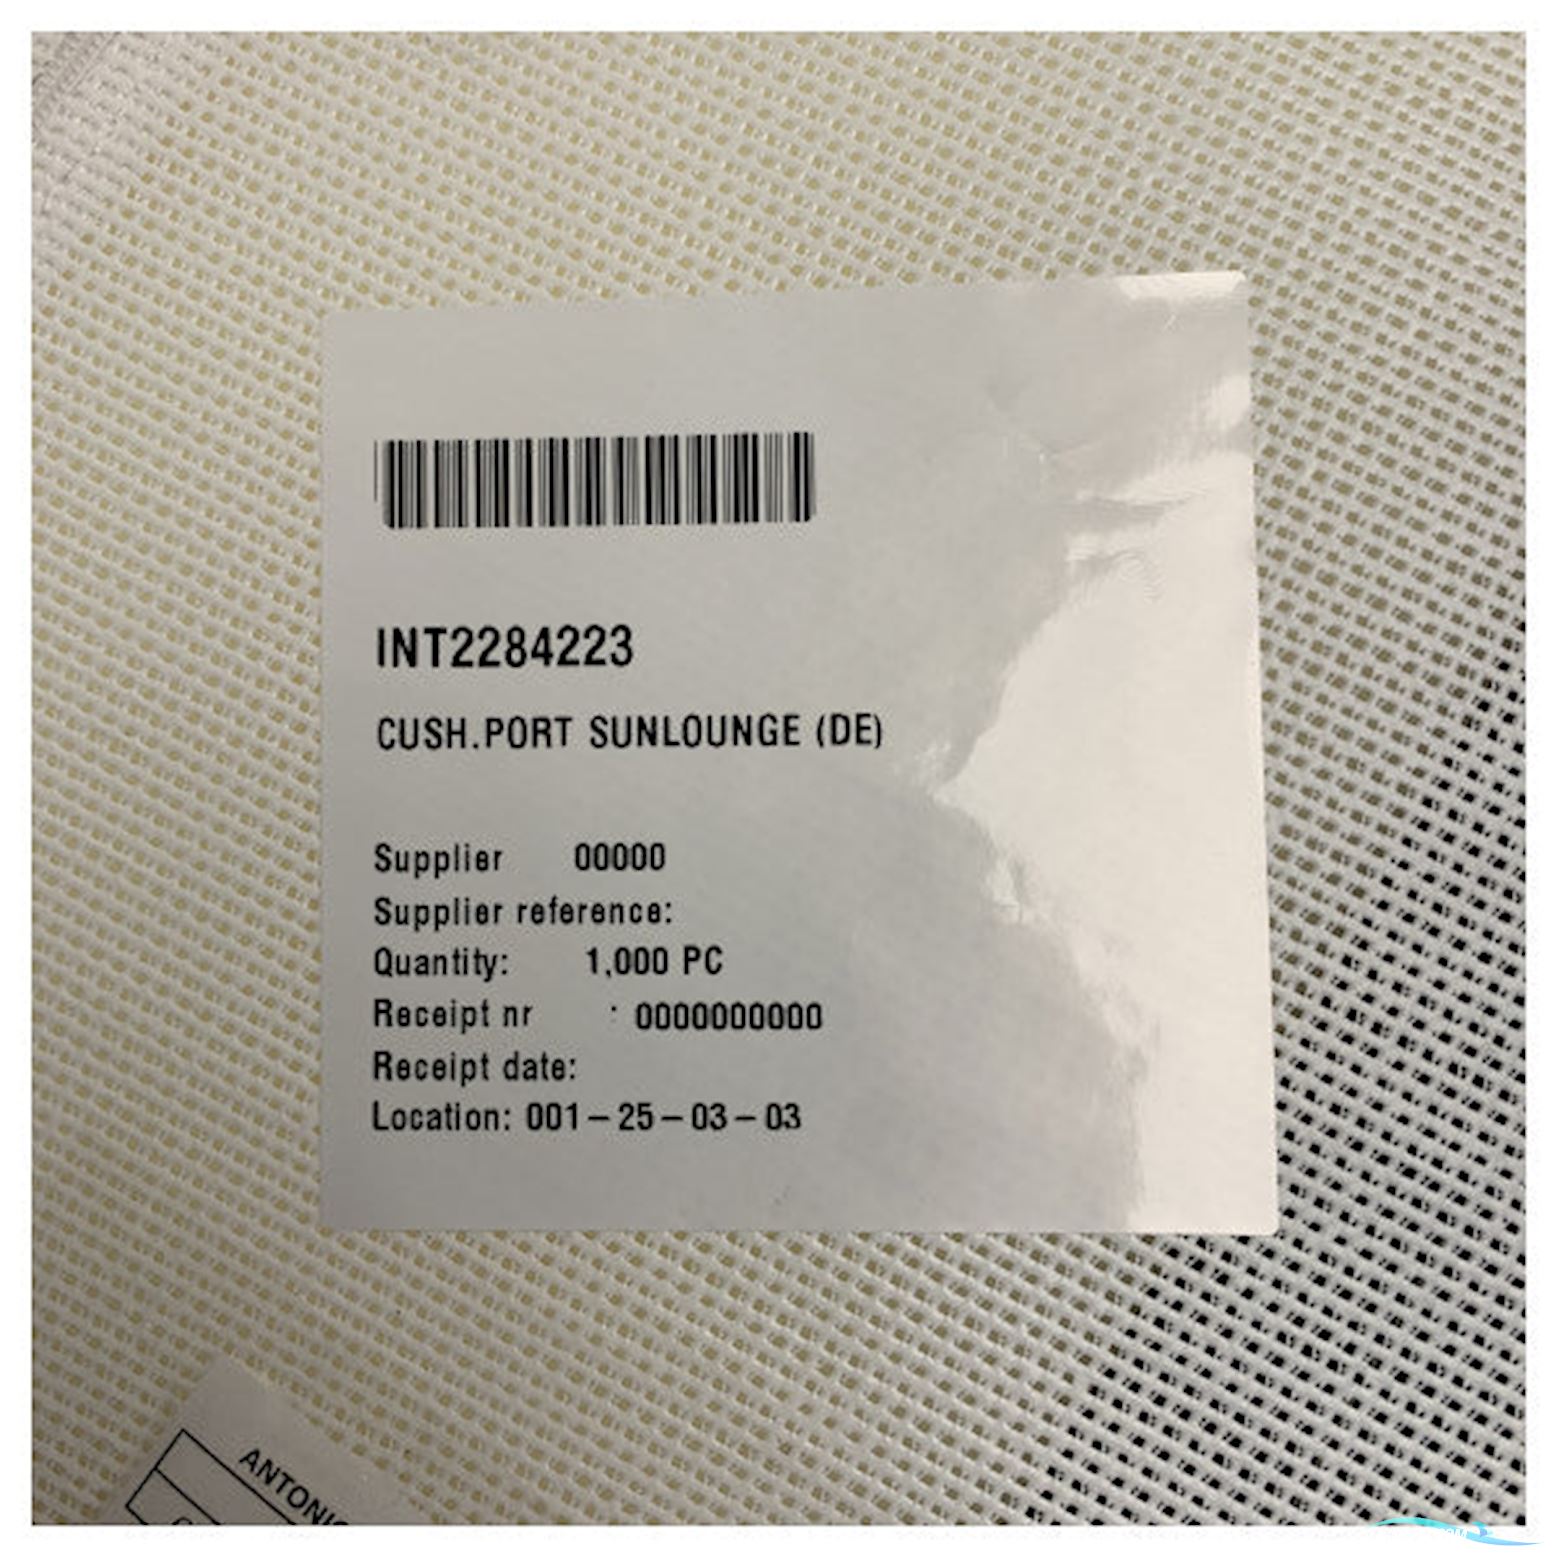 INT2284223
CUSH.PORT SUNLOUNGE (DE)
Supplier 00000
Supplier reference:
Quantity: 1,000 PC
Receipt nr : 0000000000
Receipt date:
Location: 001-25-03-03